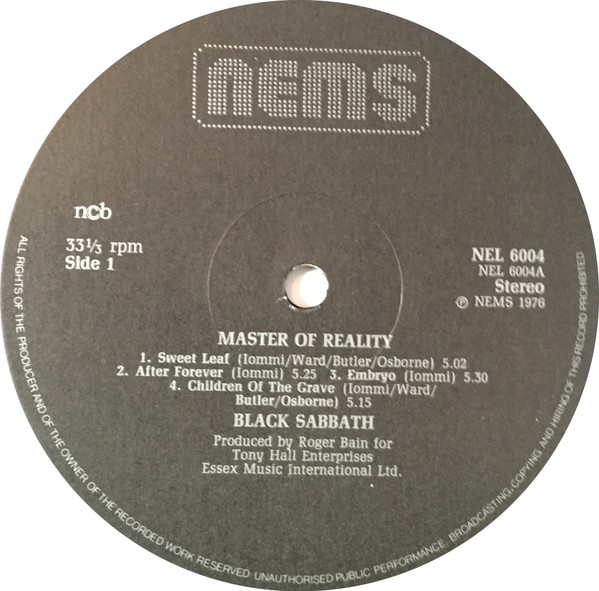 nems
ncb
33⅓ rpm
Side 1
NEL 6004
NEL 6004A
Stereo
℗ NEMS 1976
MASTER OF REALITY
1. Sweet Leaf (Iommi/Ward/Butler/Osborne) 5.02
2. After Forever (Iommi) 5.25 3. Embryo (Iommi) 5.30
4. Children Of The Grave (Iommi/Ward/
Butler/Osborne) 5.15
BLACK SABBATH
Produced by Roger Bain for
Tony Hall Enterprises
Essex Music International Ltd.
ALL RIGHTS OF THE PRODUCER AND OF THE OWNER OF THE RECORDED WORK RESERVED UNAUTHORISED PUBLIC PERFORMANCE, BROADCASTING, COPYING AND HIRING OF THIS RECORD PROHIBITED